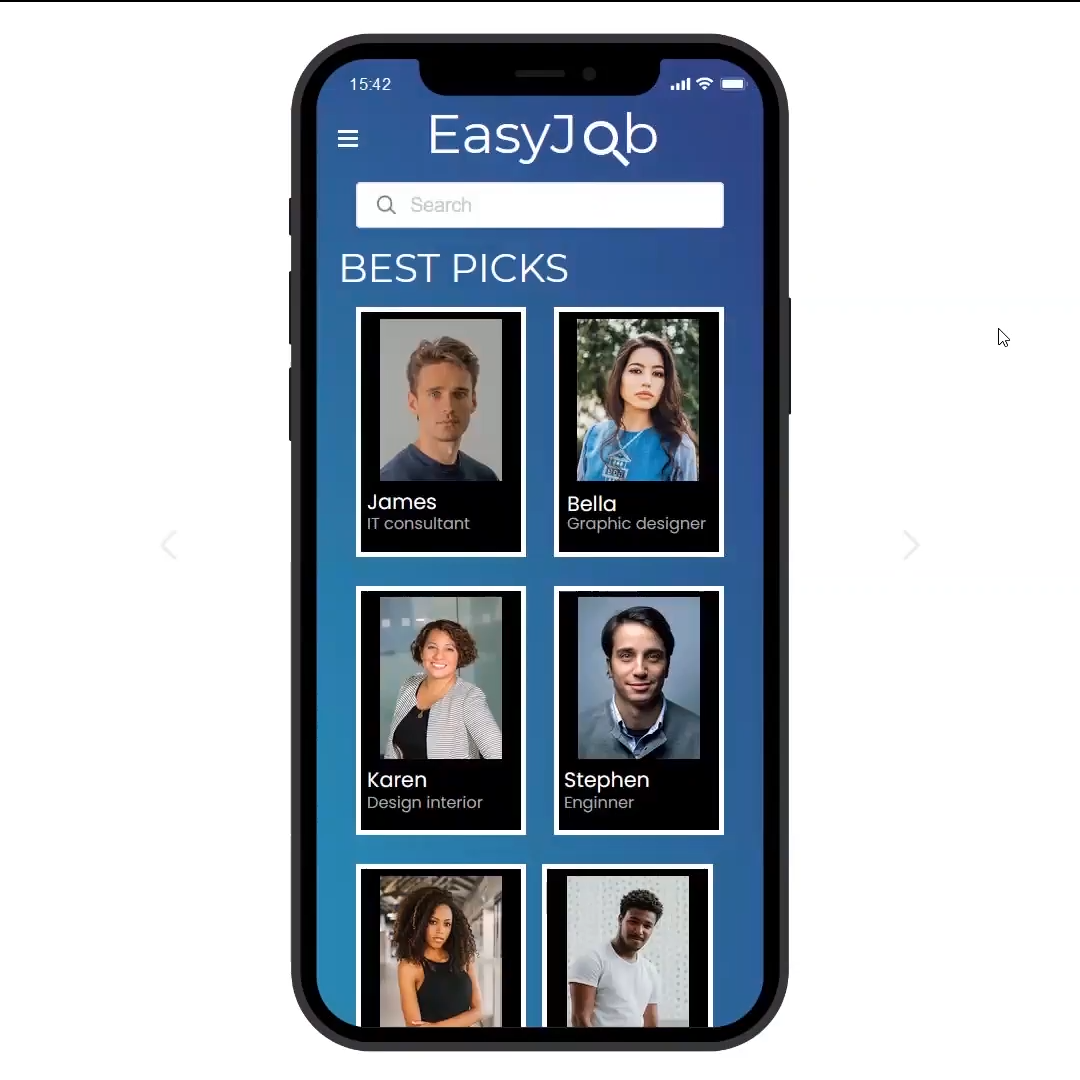 15:42
EasyJob
Search
BEST PICKS
James
IT consultant
Bella
Graphic designer
Karen
Design interior
Stephen
Enginner